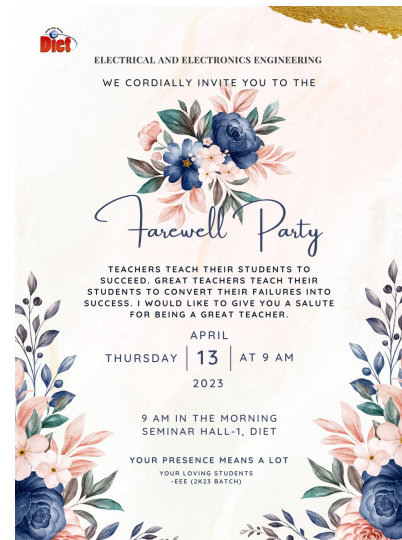 Diet
ELECTRICAL AND ELECTRONICS ENGINEERING
WE CORDIALLY INVITE YOU TO THE
Farewell Party
TEACHERS TEACH THEIR STUDENTS TO
SUCCEED. GREAT TEACHERS TEACH THEIR
STUDENTS TO CONVERT THEIR FAILURES INTO
SUCCESS. I WOULD LIKE TO GIVE YOU A SALUTE
FOR BEING A GREAT TEACHER.
APRIL
THURSDAY 13 AT 9 AM
2023
9 AM IN THE MORNING
SEMINAR HALL-1, DIET
YOUR PRESENCE MEANS A LOT
YOUR LOVING STUDENTS
-EEE (2K23 BATCH)